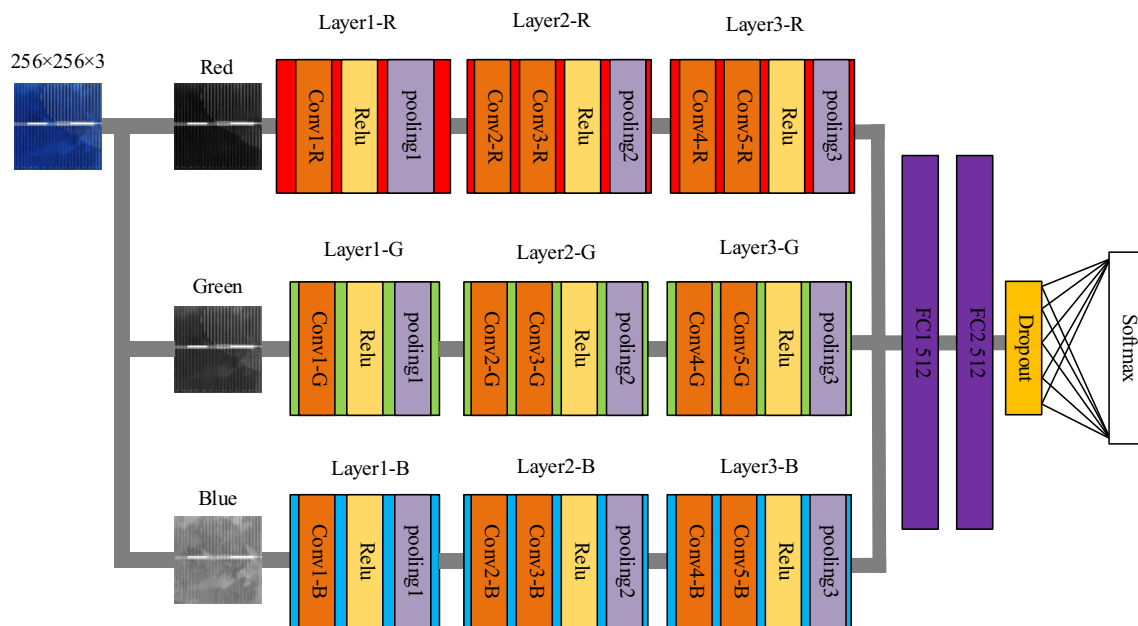 256×256×3
Red
Layer1-R
Conv1-R
Relu
pooling1
Layer2-R
Conv2-R
Conv3-R
Relu
pooling2
Layer3-R
Conv4-R
Conv5-R
Relu
pooling3
Green
Layer1-G
Conv1-G
Relu
pooling1
Layer2-G
Conv2-G
Conv3-G
Relu
pooling2
Layer3-G
Conv4-G
Conv5-G
Relu
pooling3
Blue
Layer1-B
Conv1-B
Relu
pooling1
Layer2-B
Conv2-B
Conv3-B
Relu
pooling2
Layer3-B
Conv4-B
Conv5-B
Relu
pooling3
FC1 512
FC2 512
Dropout
Softmax